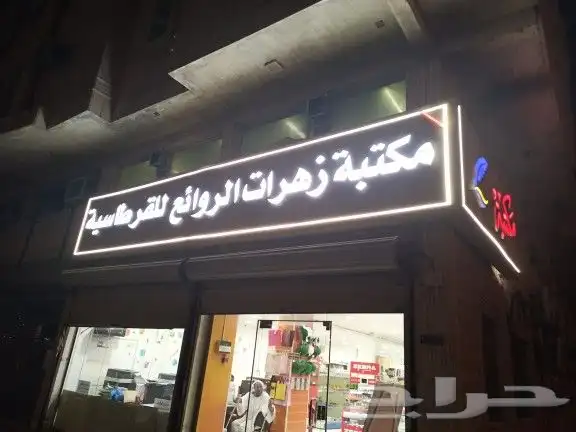 مكتبة زهرات الروائع للقرطاسية
حراج